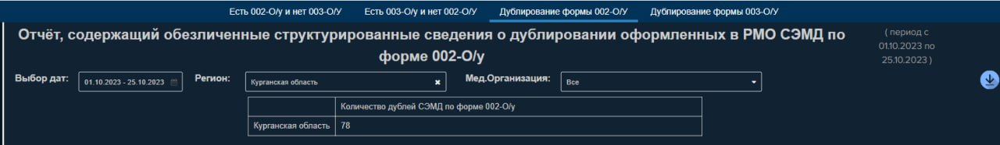 Есть 002-О/у и нет 003-О/У Есть 003-О/у и нет 002-О/У Дублирование формы 002-О/У Дублирование формы 003-О/У
Отчёт, содержащий обезличенные структурированные сведения о дублировании оформленных в РМО СЭМД по
форме 002-О/у
( период с
01.10.2023 по
25.10.2023 )
Выбор дат: 01.10.2023 - 25.10.2023 Регион: Курганская область Мед.Организация: Все
Количество дублей СЭМД по форме 002-О/у
Курганская область 78